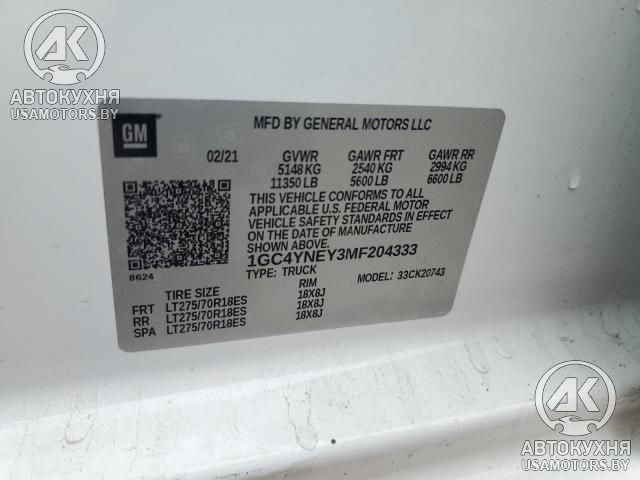 AK
АВТОКУХНЯ
USAMOTORS.BY
GM
MFD BY GENERAL MOTORS LLC
02/21 GVWR GAWR FRT GAWR RR
5148 KG 2540 KG 2994 KG
11350 LB 5600 LB 6600 LB
THIS VEHICLE CONFORMS TO ALL
APPLICABLE U.S. FEDERAL MOTOR
VEHICLE SAFETY STANDARDS IN EFFECT
ON THE DATE OF MANUFACTURE
SHOWN ABOVE.
8624
1GC4YNEY3MF204333
TYPE: TRUCK MODEL: 33CK20743
TIRE SIZE RIM
FRT LT275/70R18ES 18X8J
RR LT275/70R18ES 18X8J
SPA LT275/70R18ES 18X8J
AK
АВТОКУХНЯ
USAMOTORS.BY